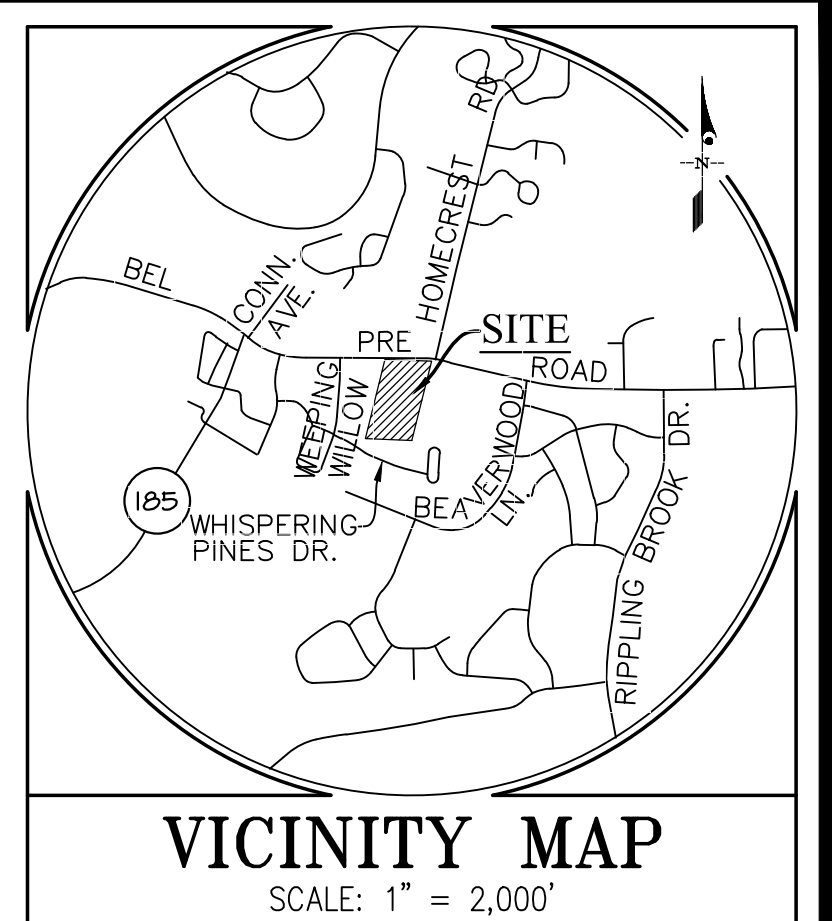 RD
HOMECREST
N
BEL
CONN.
AVE.
PRE
SITE
ROAD
WEEPING
WILLOW
BEAVERWOOD
LN.
DR.
185
WHISPERING
PINES DR.
RIPPLING BROOK
VICINITY MAP
SCALE: 1" = 2,000'